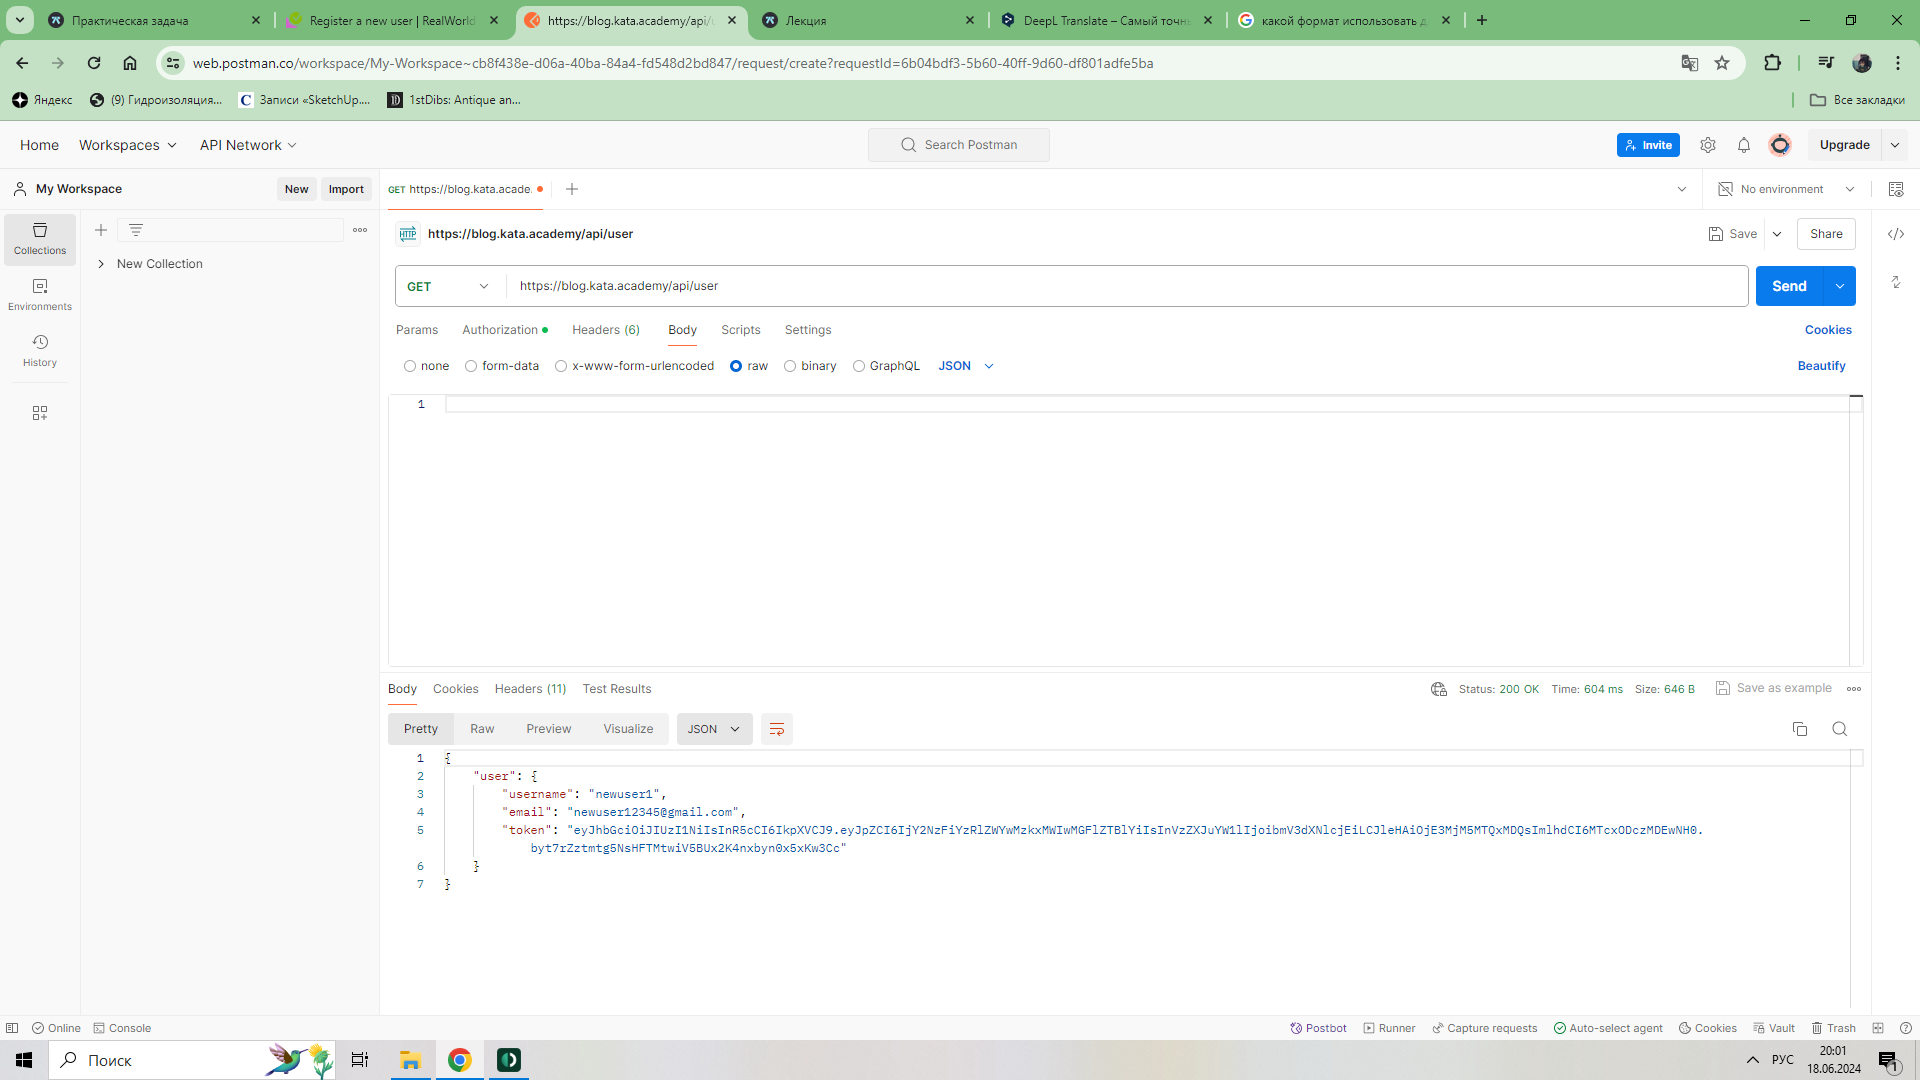 Практическая задача
Register a new user | RealWorld
https://blog.kata.academy/api/u
Лекция
DeepL Translate – Самый точн
какой формат использовать д
web.postman.co/workspace/My-Workspace~cb8f438e-d06a-40ba-84a4-fd548d2bd847/request/create?requestId=6b04bdf3-5b60-40ff-9d60-df801adfe5ba
Яндекс
(9) Гидроизоляция...
Записи «SketchUp....
1stDibs: Antique an...
Все закладки
Home
Workspaces
API Network
Search Postman
Invite
Upgrade
My Workspace
New
Import
GET https://blog.kata.acade.
No environment
Collections
Environments
History
New Collection
HTTP
https://blog.kata.academy/api/user
Save
Share
GET
https://blog.kata.academy/api/user
Send
Params
Authorization
Headers (6)
Body
Scripts
Settings
Cookies
none
form-data
x-www-form-urlencoded
raw
binary
GraphQL
JSON
Beautify
1
Body
Cookies
Headers (11)
Test Results
Status: 200 OK
Time: 604 ms
Size: 646 B
Save as example
Pretty
Raw
Preview
Visualize
JSON
1 {
2 "user": {
3 "username": "newuser1",
4 "email": "newuser12345@gmail.com",
5 "token": "eyJhbGciOiJIUzI1NiIsInR5cCI6IkpXVCJ9.eyJpZCI6IjY2NzFiYzRlZWYwMzkxMWIwMGFlZTBlYiIsInVzZXJuYW1lIjoibmV3dXNlcjEiLCJleHAiOjE3MjM5MTQxMDQsImlhdCI6MTcxODczMDEwNH0.
byt7rZztmtg5NsHFTMtwiV5BUx2K4nxbyn0x5xKw3Cc"
6 }
7 }
Online
Console
Postbot
Runner
Capture requests
Auto-select agent
Cookies
Vault
Trash
Поиск
РУС
20:01
18.06.2024
1